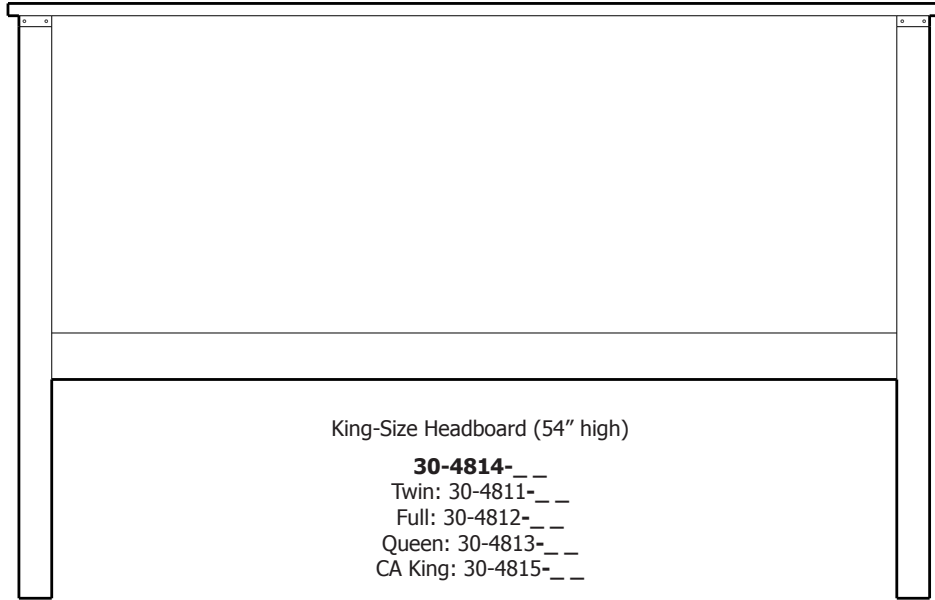 King-Size Headboard (54″ high)
30-4814-_ _
Twin: 30-4811-_ _
Full: 30-4812-_ _
Queen: 30-4813-_ _
CA King: 30-4815-_ _